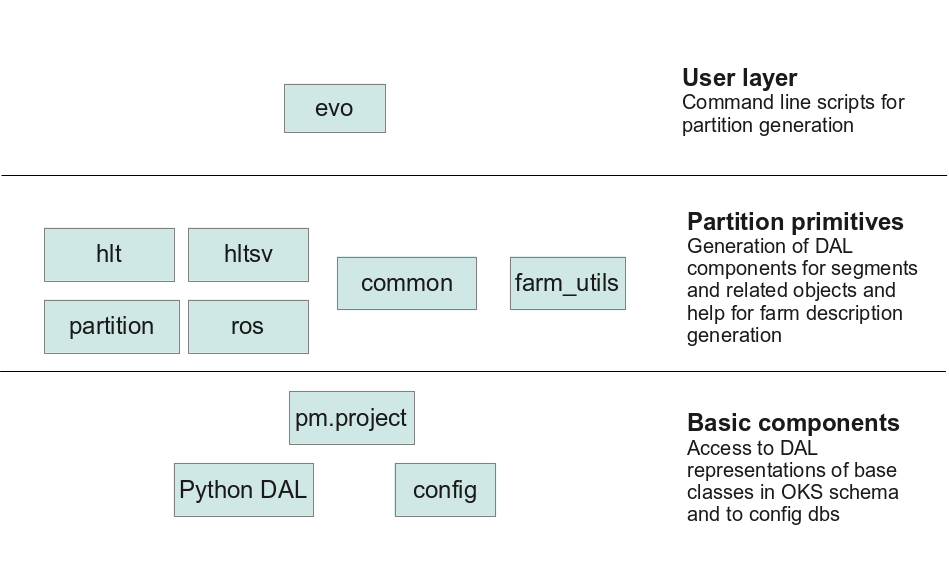 evo
User layer
Command line scripts for
partition generation
hlt
hltsv
common
farm_utils
partition
ros
Partition primitives
Generation of DAL
components for segments
and related objects and
help for farm description
generation
pm.project
Python DAL
config
Basic components
Access to DAL
representations of base
classes in OKS schema
and to config dbs